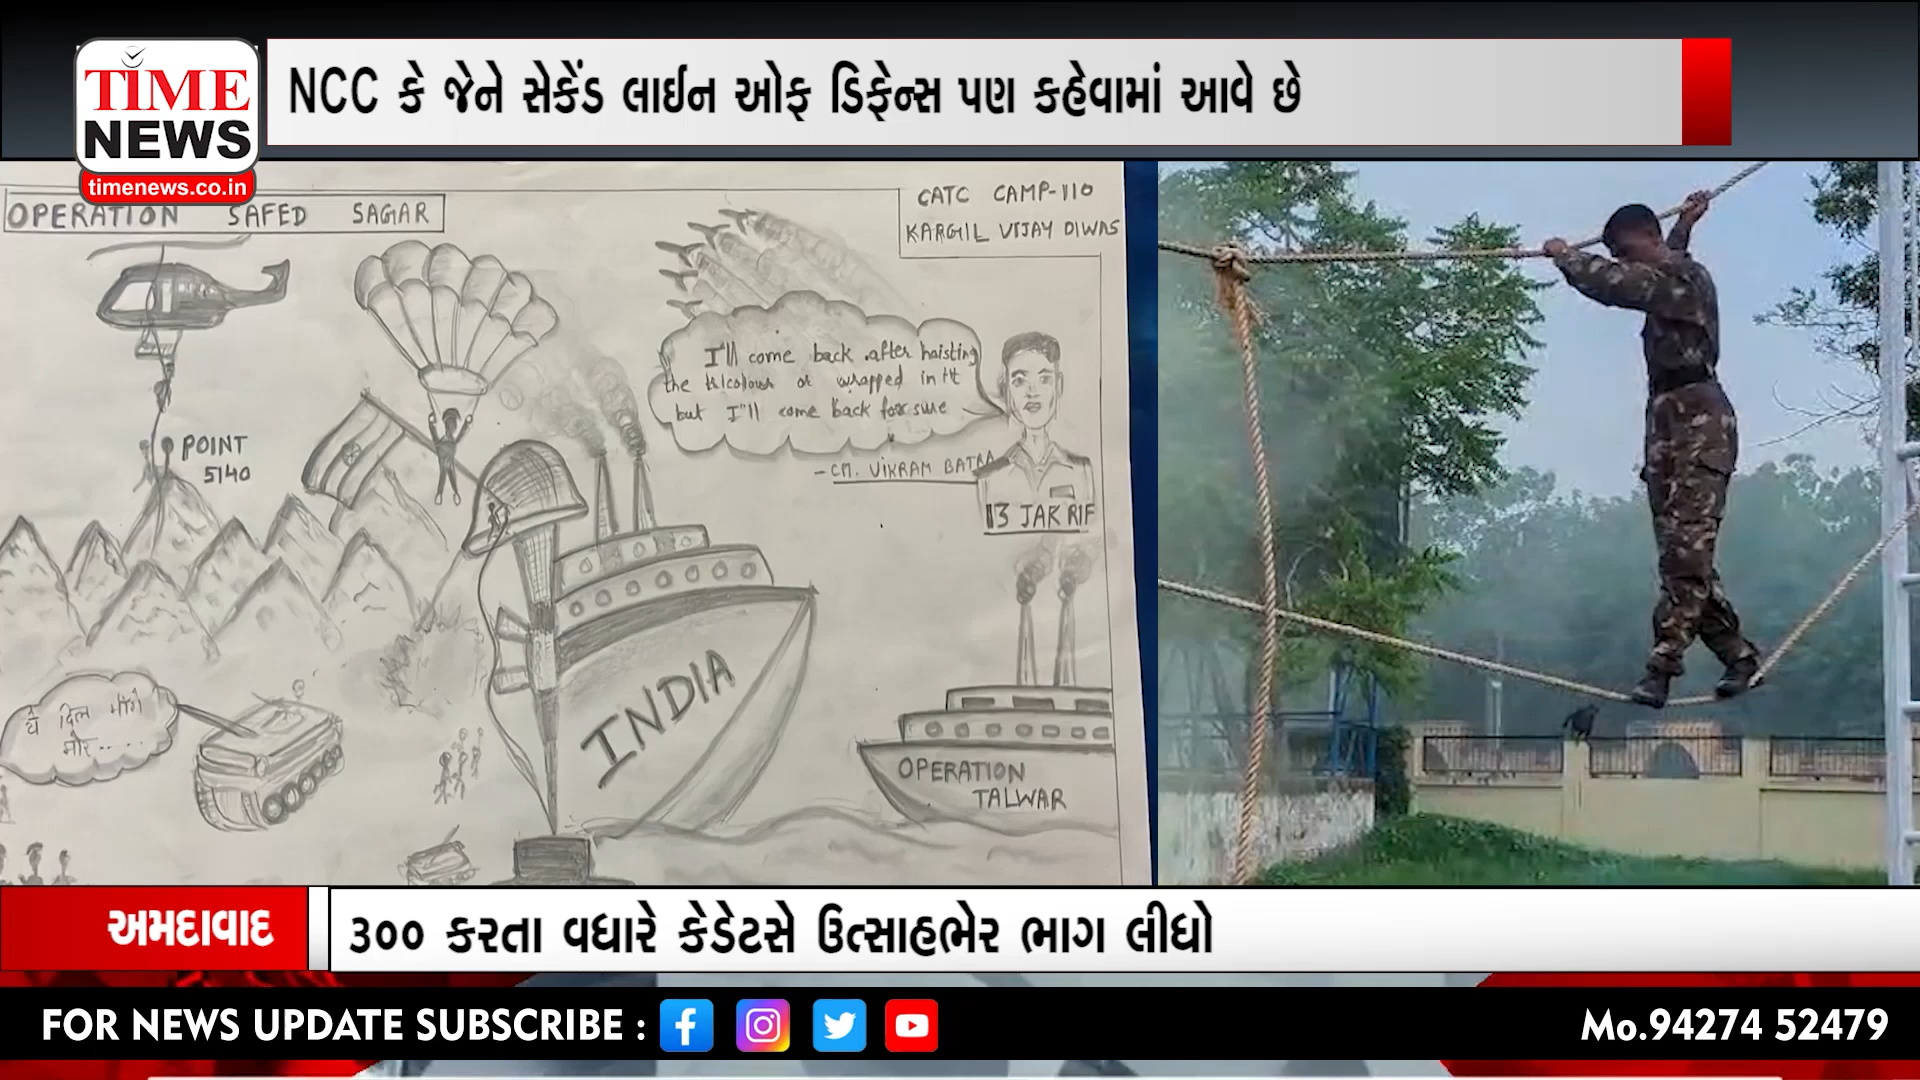 TIME
NEWS
timenews.co.in
NCC કે જેને સેકેંડ લાઈન ઓફ ડિફેન્સ પણ કહેવામાં આવે છે
OPERATION SAFED SAGAR
CATC CAMP-110
KARGIL VIJAY DIWAS
I'll come back after hoisting
the tricolour or wrapped in it
but I'll come back for sure
-CM. VIKRAM BATRA
13 JAK RIF
POINT
5140
ये दिल मांगे
मोर.....
INDIA
OPERATION
TALWAR
અમદાવાદ
૩૦૦ કરતા વધારે કેડેટસે ઉત્સાહભેર ભાગ લીધો
FOR NEWS UPDATE SUBSCRIBE :
Mo.94274 52479